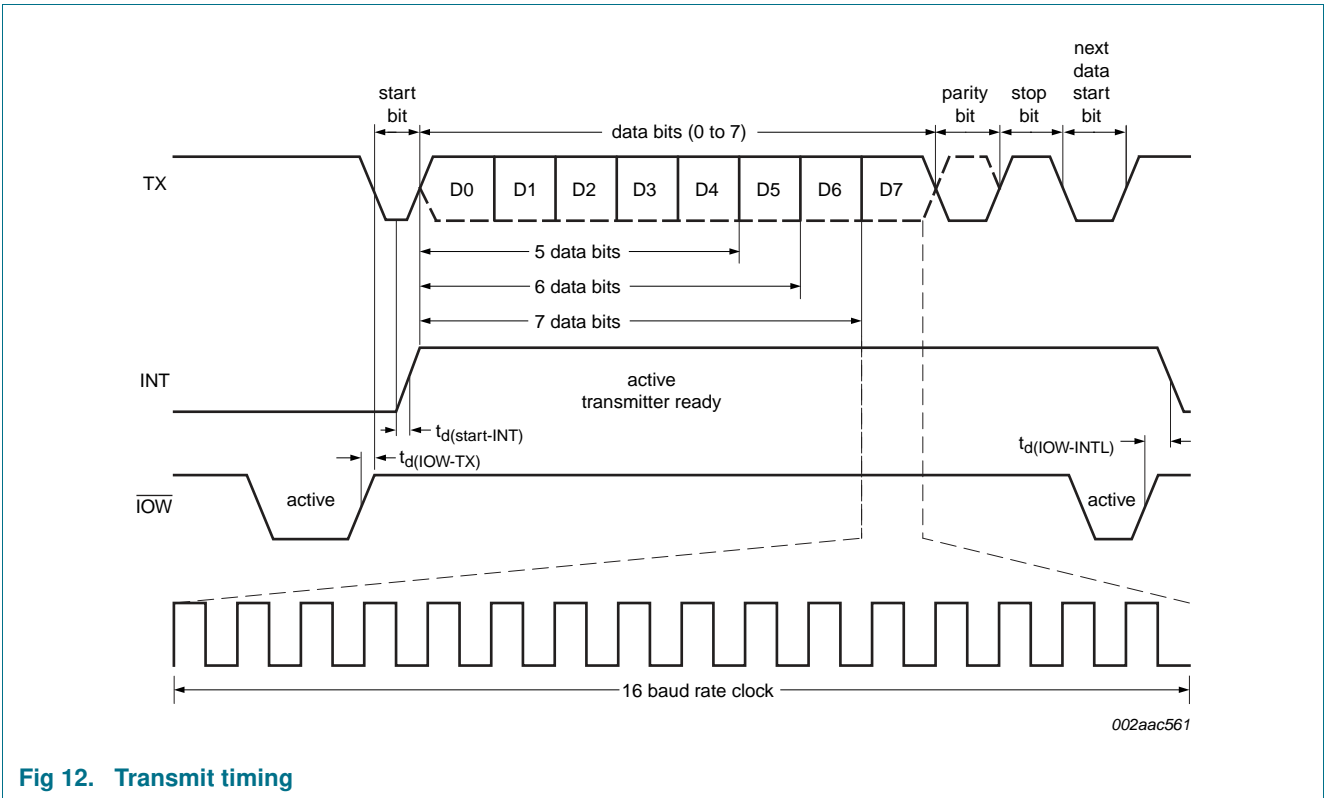 next
data
start
bit
start
bit
parity
bit
stop
bit
data bits (0 to 7)
TX
D0 D1 D2 D3 D4 D5 D6 D7
5 data bits
6 data bits
7 data bits
INT
active
transmitter ready
td(start-INT)
td(IOW-TX)
td(IOW-INTL)
IOW
active
active
16 baud rate clock
002aac561
Fig 12. Transmit timing